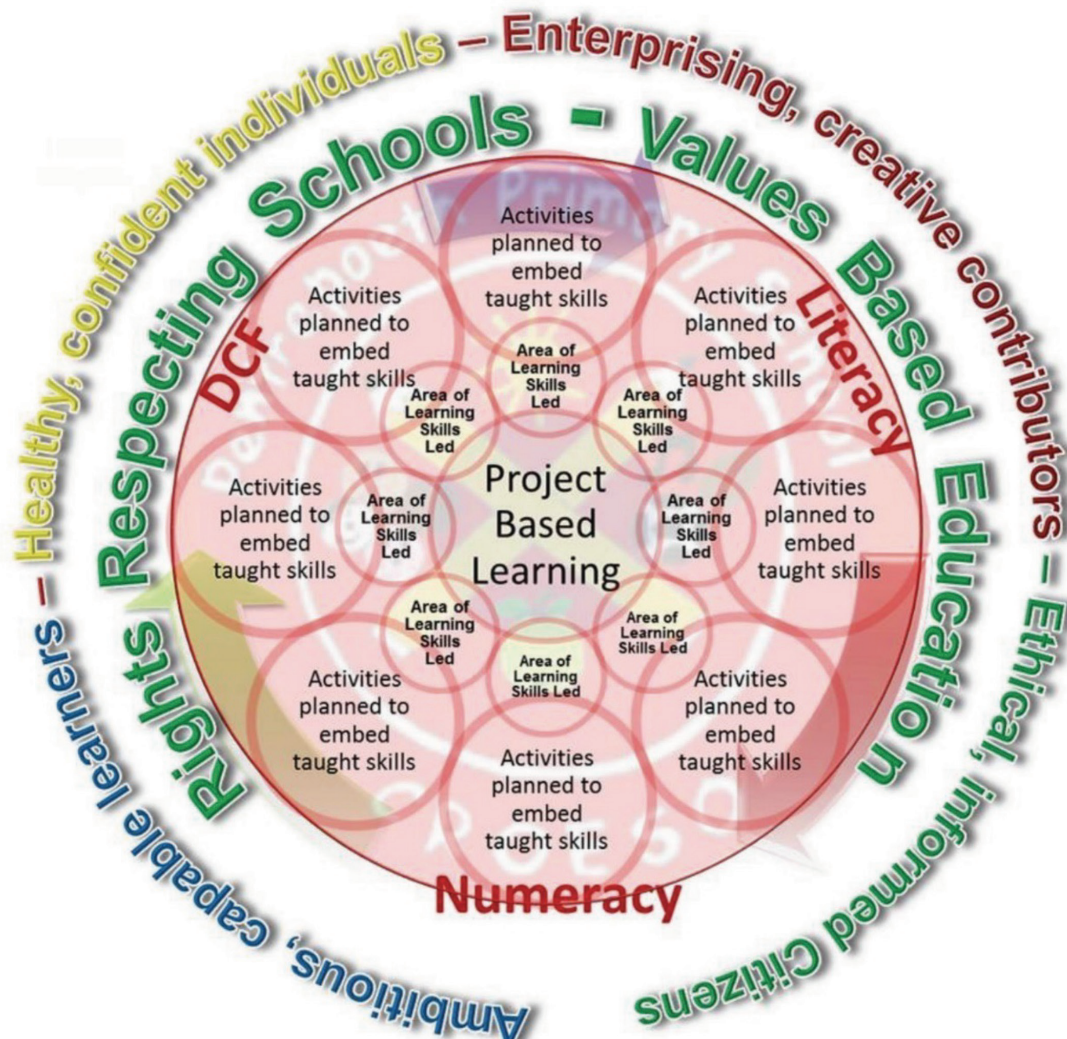 Ambitious, capable learners – Healthy, confident individuals – Enterprising, creative contributors – Ethical, informed Citizens
Rights Respecting Schools - Values Based Education
DCF
Literacy
Numeracy
Activities
planned to
embed
taught skills
Activities
planned to
embed
taught skills
Activities
planned to
embed
taught skills
Area of
Learning
Skills
Led
Area of
Learning
Skills
Led
Area of
Learning
Skills
Led
Activities
planned to
embed
taught skills
Area of
Learning
Skills
Led
Project
Based
Learning
Area of
Learning
Skills
Led
Activities
planned to
embed
taught skills
Area of
Learning
Skills
Led
Area of
Learning
Skills Led
Area of
Learning
Skills Led
Activities
planned to
embed
taught skills
Activities
planned to
embed
taught skills
Activities
planned to
embed
taught skills
Primary School